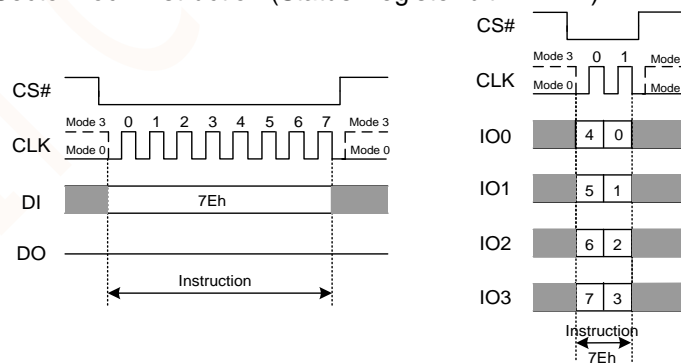 CS#
Mode 3 0 1 Mode
CLK Mode 0 Mode
IO0 4 0
IO1 5 1
IO2 6 2
IO3 7 3
Instruction
7Eh
CS#
Mode 3 0 1 2 3 4 5 6 7 Mode 3
CLK Mode 0 Mode 0
DI 7Eh
DO
Instruction